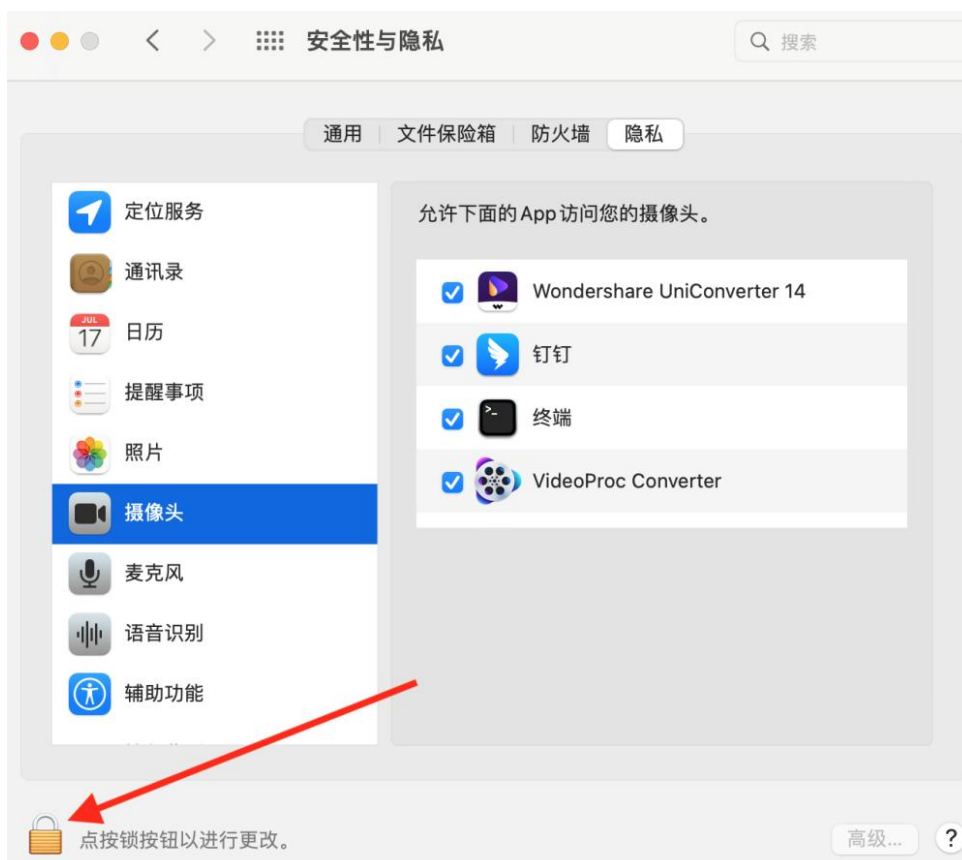 安全性与隐私
搜索
通用
文件保险箱
防火墙
隐私
定位服务
通讯录
JUL
17
日历
提醒事项
照片
摄像头
麦克风
语音识别
辅助功能
允许下面的App访问您的摄像头。
Wondershare UniConverter 14
钉钉
>_
终端
VideoProc Converter
点按锁按钮以进行更改。
高级...
?